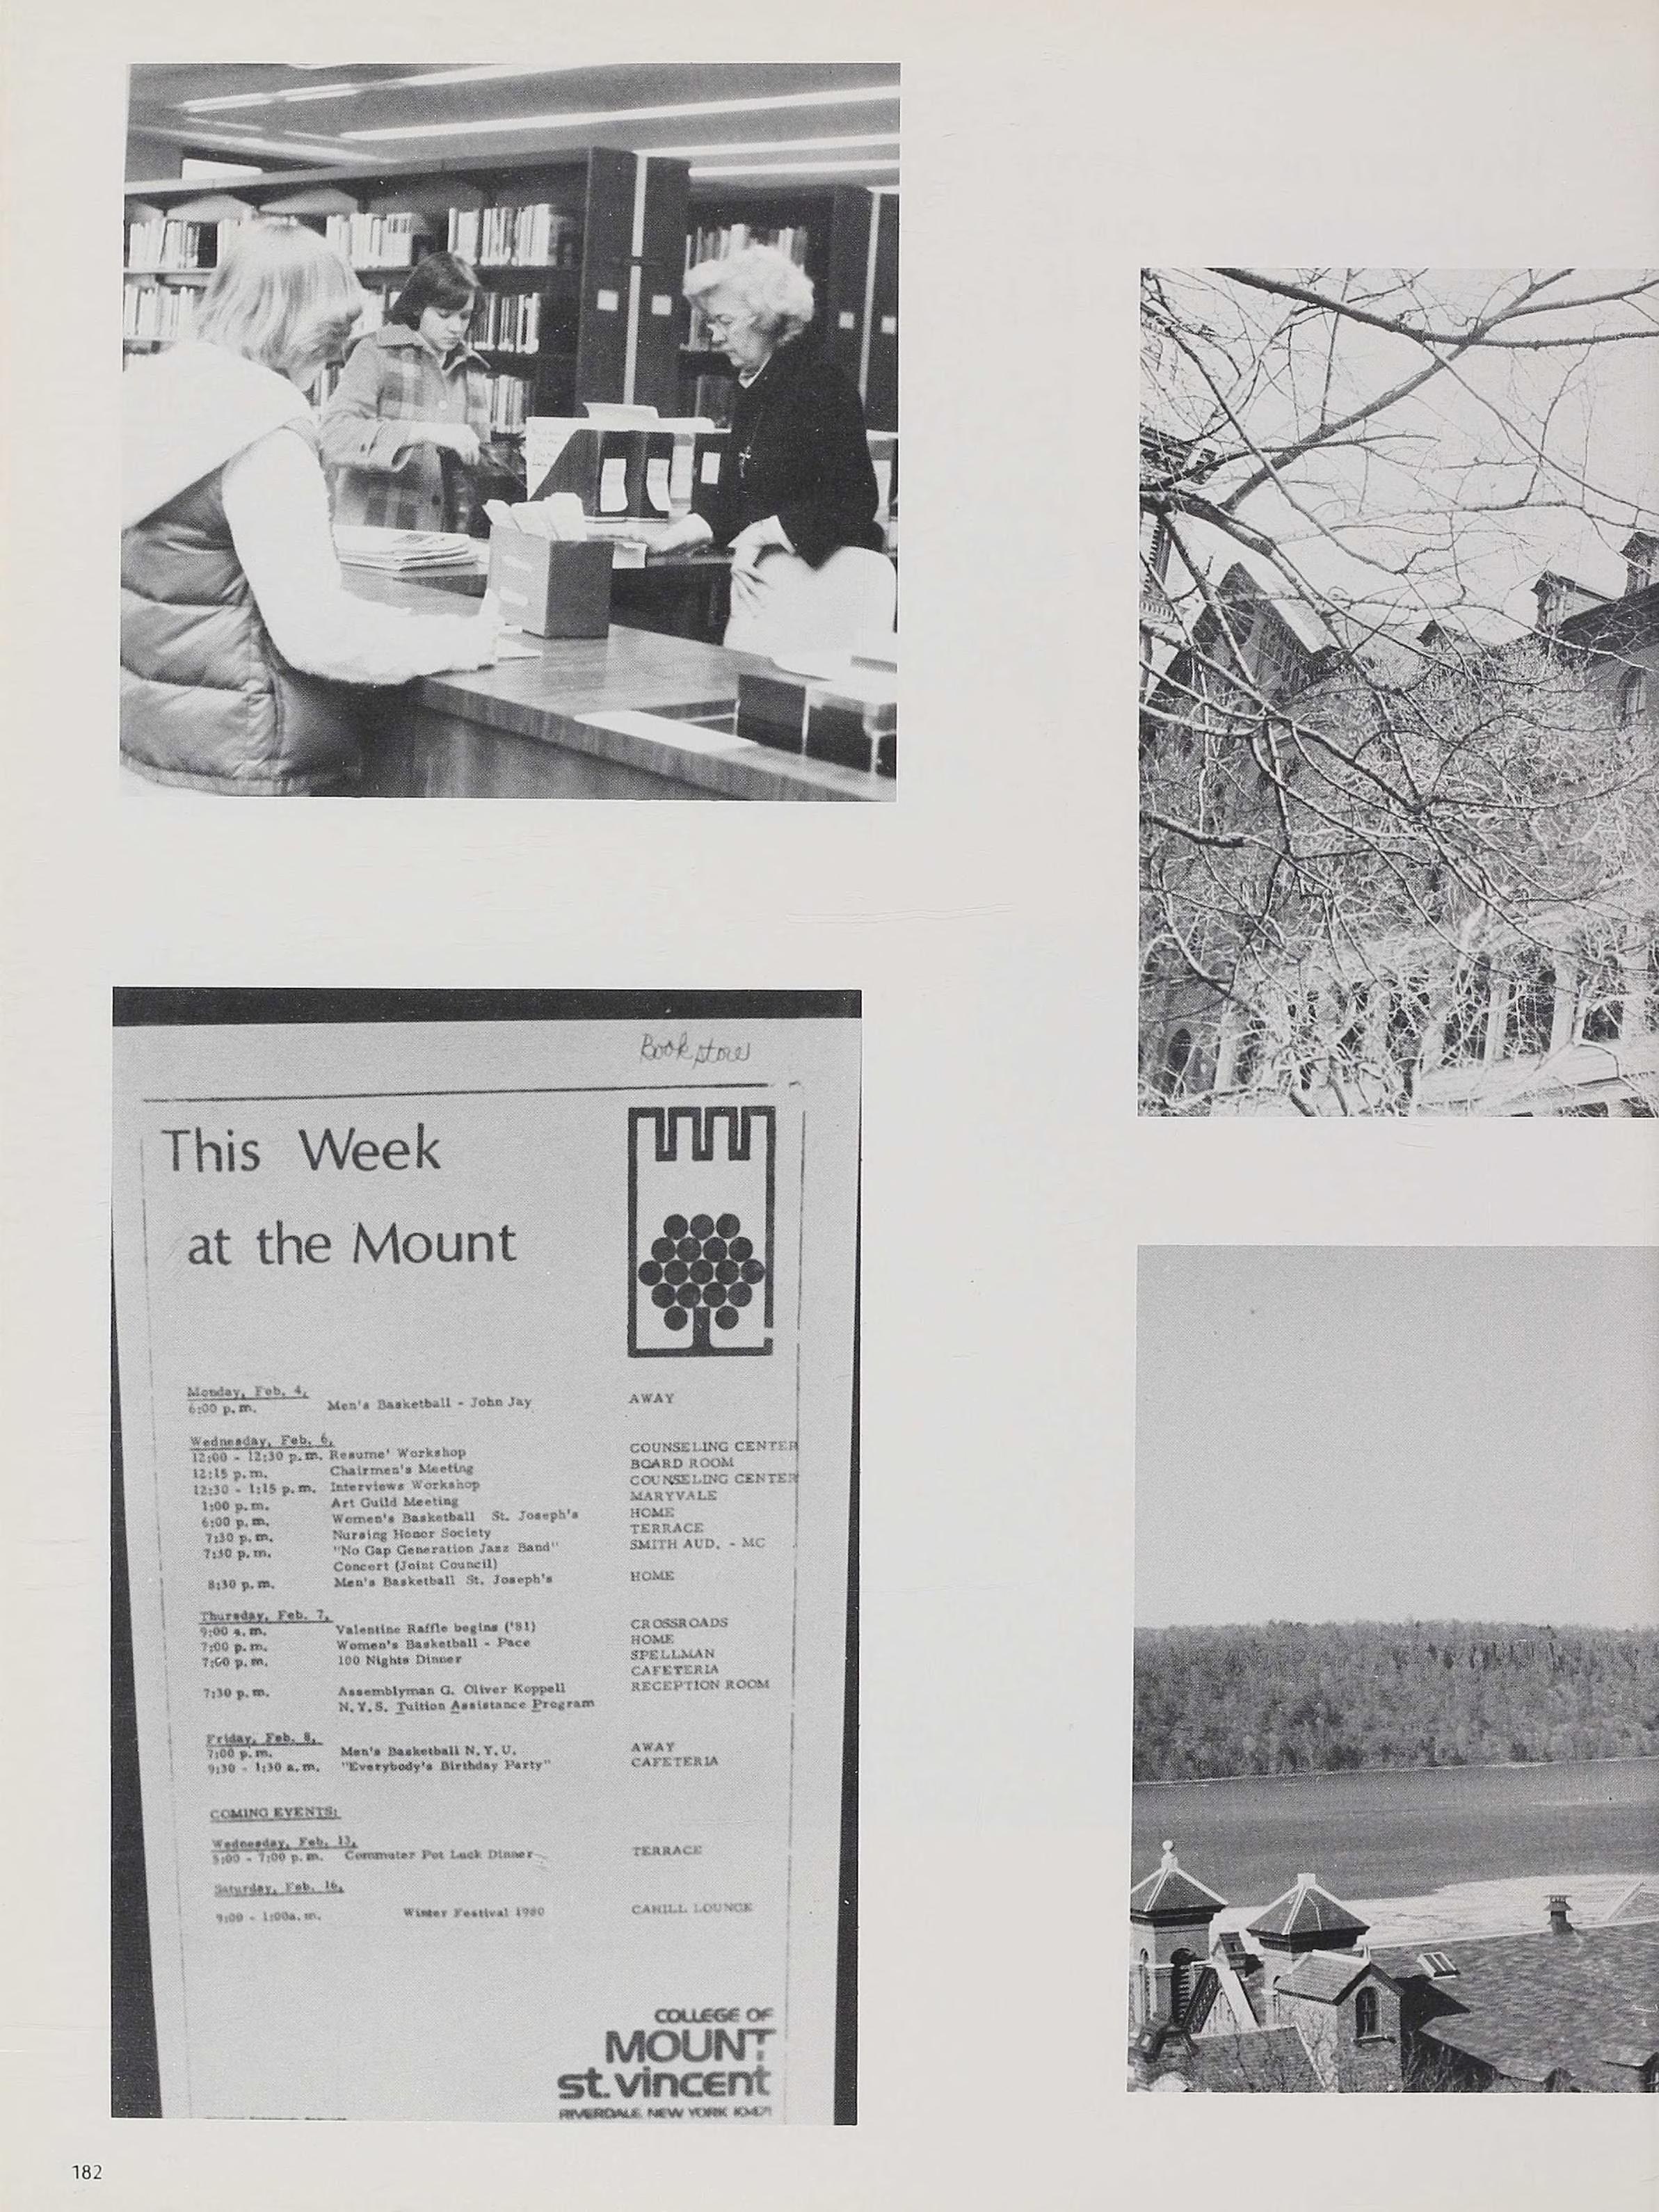 Bookstore
This Week
at the Mount
Monday, Feb. 4,
6:00 p.m. Men's Basketball - John Jay AWAY
Wednesday, Feb. 6,
12:00 - 12:30 p.m. Resume' Workshop COUNSELING CENTER
12:15 p.m. Chairmen's Meeting BOARD ROOM
12:30 - 1:15 p.m. Interviews Workshop COUNSELING CENTER
1:00 p.m. Art Guild Meeting MARYVALE
6:00 p.m. Women's Basketball St. Joseph's HOME
7:30 p.m. Nursing Honor Society TERRACE
7:30 p.m. "No Gap Generation Jazz Band" SMITH AUD. - MC
Concert (Joint Council)
8:30 p.m. Men's Basketball St. Joseph's HOME
Thursday, Feb. 7,
9:00 a.m. Valentine Raffle begins ('81) CROSSROADS
7:00 p.m. Women's Basketball - Pace HOME
7:00 p.m. 100 Nights Dinner SPELLMAN
CAFETERIA
7:30 p.m. Assemblyman G. Oliver Koppell RECEPTION ROOM
N.Y.S. Tuition Assistance Program
Friday, Feb. 8,
7:00 p.m. Men's Basketball N.Y.U. AWAY
9:30 - 1:30 a.m. "Everybody's Birthday Party" CAFETERIA
COMING EVENTS:
Wednesday, Feb. 13,
5:00 - 7:00 p.m. Commuter Pot Luck Dinner TERRACE
Saturday, Feb. 16,
9:00 - 1:00a.m. Winter Festival 1980 CAHILL LOUNGE
COLLEGE OF
MOUNT
st.vincent
RIVERDALE, NEW YORK 10471
182